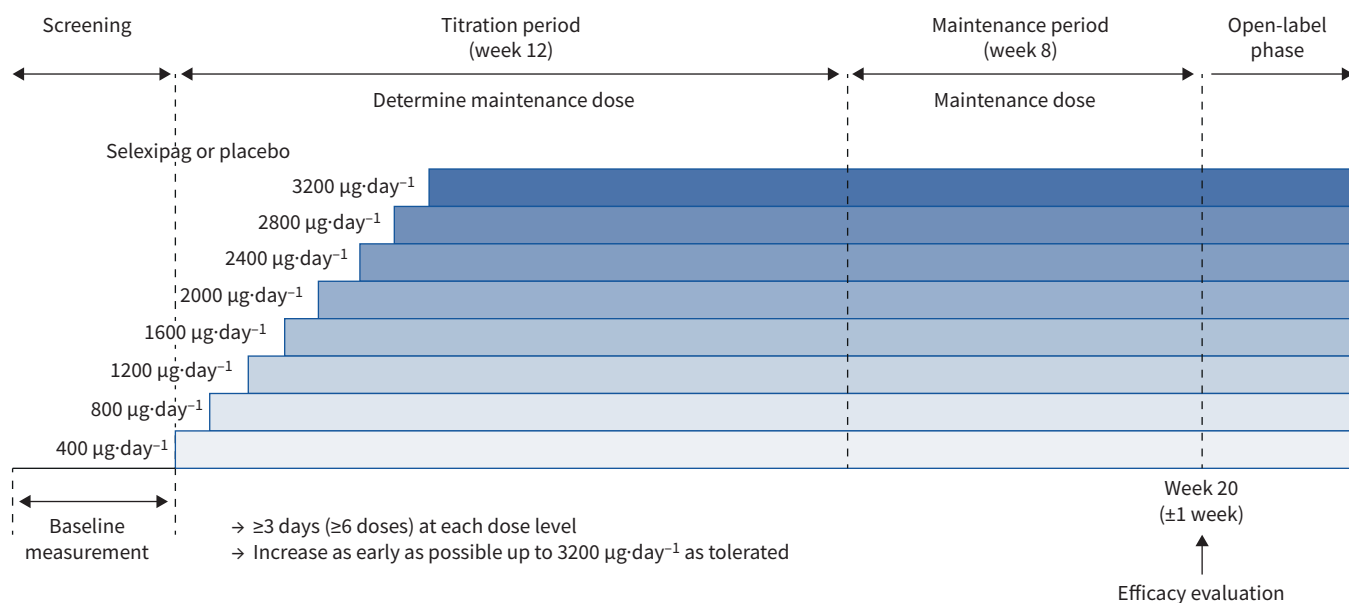 Screening
Titration period
(week 12)
Maintenance period
(week 8)
Open-label
phase
Determine maintenance dose
Maintenance dose
Selexipag or placebo
3200 µg·day⁻¹
2800 µg·day⁻¹
2400 µg·day⁻¹
2000 µg·day⁻¹
1600 µg·day⁻¹
1200 µg·day⁻¹
800 µg·day⁻¹
400 µg·day⁻¹
Baseline
measurement
→ ≥3 days (≥6 doses) at each dose level
→ Increase as early as possible up to 3200 µg·day⁻¹ as tolerated
Week 20
(±1 week)
Efficacy evaluation